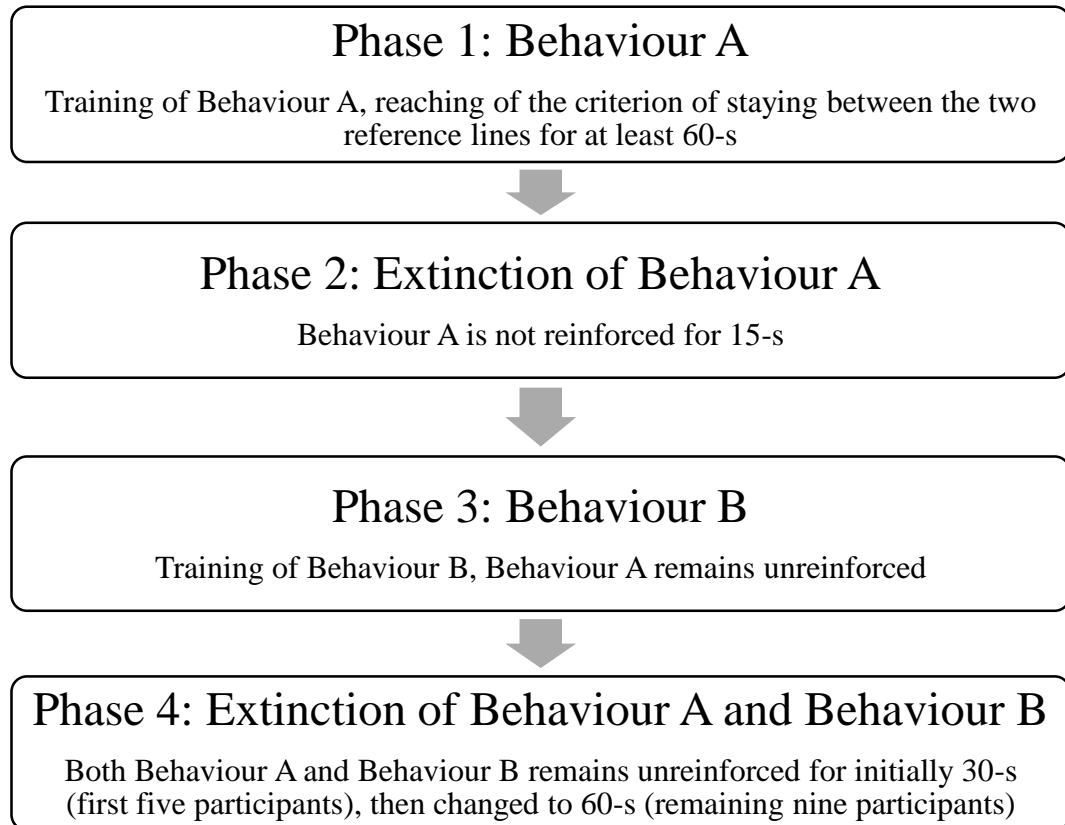 Phase 1: Behaviour A
Training of Behaviour A, reaching of the criterion of staying between the two
reference lines for at least 60-s
Phase 2: Extinction of Behaviour A
Behaviour A is not reinforced for 15-s
Phase 3: Behaviour B
Training of Behaviour B, Behaviour A remains unreinforced
Phase 4: Extinction of Behaviour A and Behaviour B
Both Behaviour A and Behaviour B remains unreinforced for initially 30-s
(first five participants), then changed to 60-s (remaining nine participants)